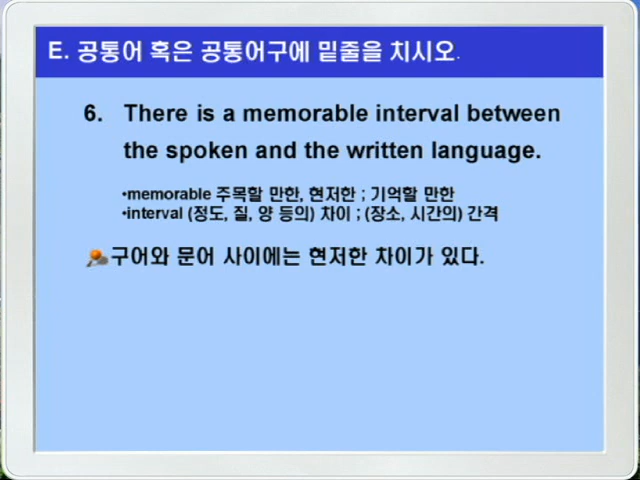 E. 공통어 혹은 공통어구에 밑줄을 치시오.
6. There is a memorable interval between
the spoken and the written language.
•memorable 주목할 만한, 현저한 ; 기억할 만한
•interval (정도, 질, 양 등의) 차이 ; (장소, 시간의) 간격
구어와 문어 사이에는 현저한 차이가 있다.